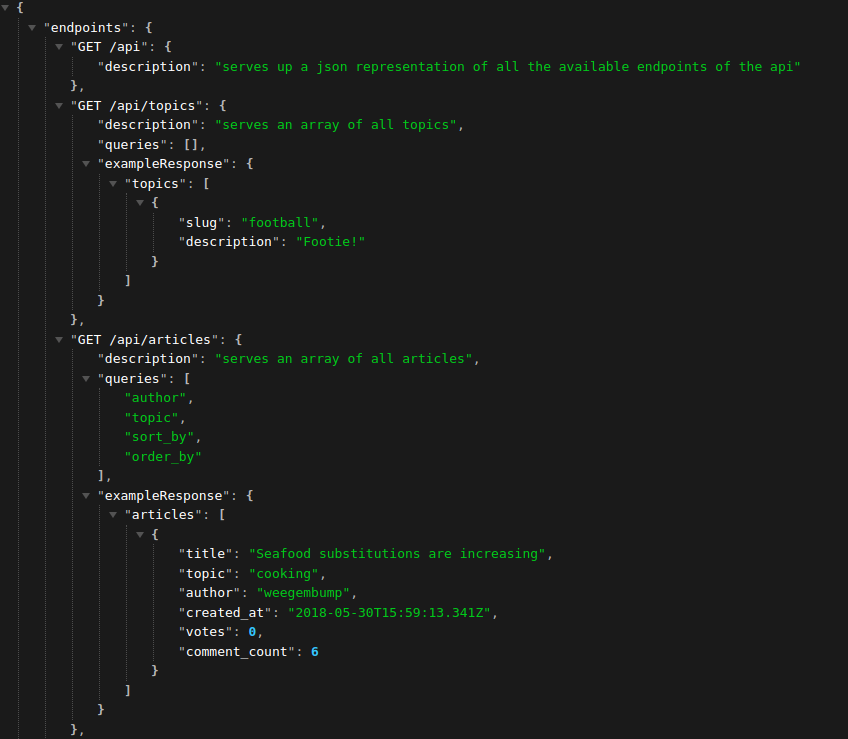 {
"endpoints": {
"GET /api": {
"description": "serves up a json representation of all the available endpoints of the api"
},
"GET /api/topics": {
"description": "serves an array of all topics",
"queries": [],
"exampleResponse": {
"topics": [
{
"slug": "football",
"description": "Footie!"
}
]
}
},
"GET /api/articles": {
"description": "serves an array of all articles",
"queries": [
"author",
"topic",
"sort_by",
"order_by"
],
"exampleResponse": {
"articles": [
{
"title": "Seafood substitutions are increasing",
"topic": "cooking",
"author": "weegembump",
"created_at": "2018-05-30T15:59:13.341Z",
"votes": 0,
"comment_count": 6
}
]
}
},